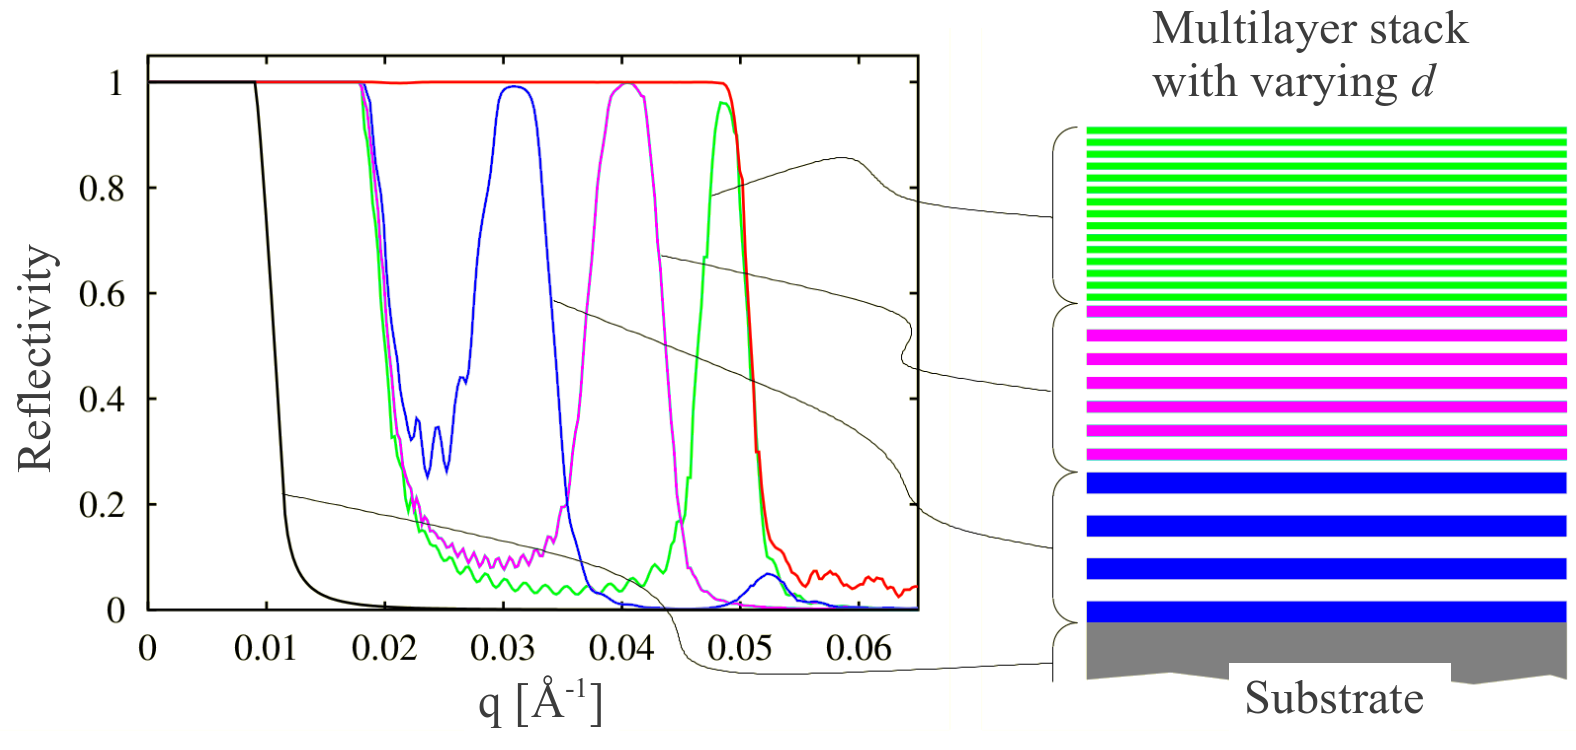 Multilayer stack
with varying d
1
0.8
0.6
0.4
0.2
0
Reflectivity
0 0.01 0.02 0.03 0.04 0.05 0.06
q [Å-1]
Substrate